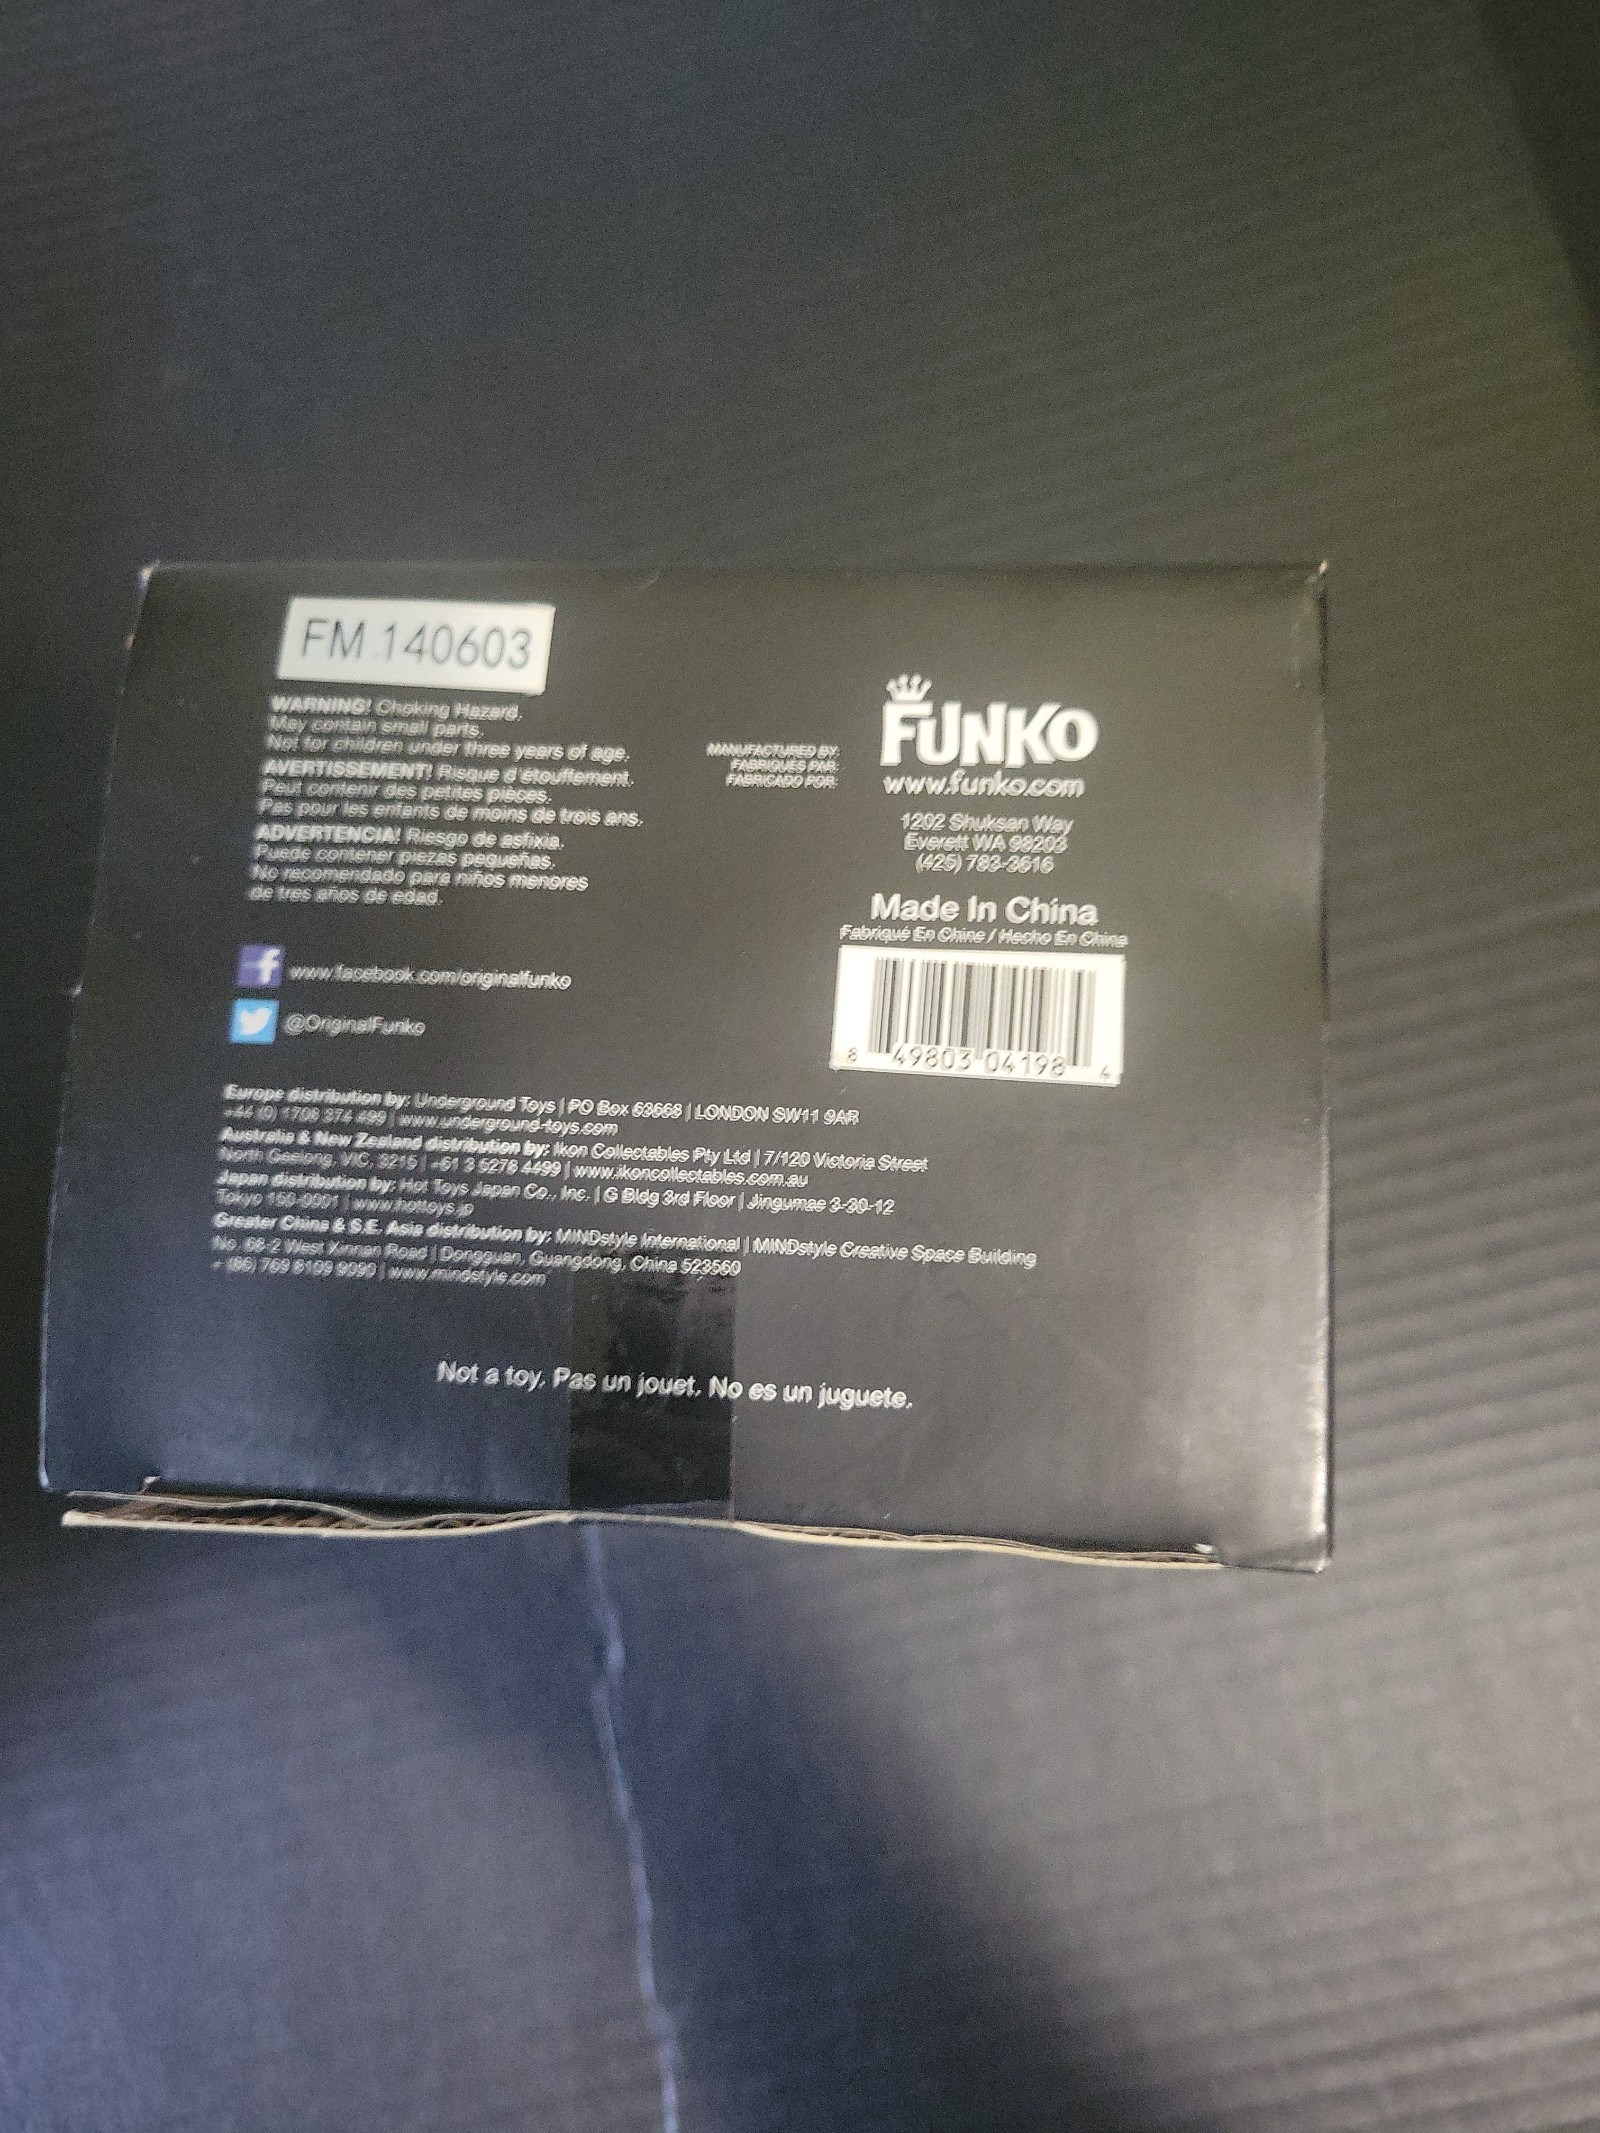 FM 140603
WARNING! Choking Hazard.
May contain small parts.
Not for children under three years of age.
AVERTISSEMENT! Risque d'étouffement.
Peut contenir des petites pièces.
Pas pour les enfants de moins de trois ans.
ADVERTENCIA! Riesgo de asfixia.
Puede contener piezas pequeñas.
No recomendado para niños menores
de tres años de edad.
www.facebook.com/originalfunko
@OriginalFunko
MANUFACTURED BY:
FABRIQUÉS PAR:
FABRICADO POR:
FUNKO
www.funko.com
1202 Shuksan Way
Everett WA 98203
(425) 783-3616
Made In China
Fabriqué En Chine / Hecho En China
8 49803 04198 4
Europe distribution by: Underground Toys | PO Box 63668 | LONDON SW11 9AR
+44 (0) 1708 374 499 | www.underground-toys.com
Australia & New Zealand distribution by: Ikon Collectables Pty Ltd | 7/120 Victoria Street
North Geelong, VIC, 3215 | +61 3 5278 4499 | www.ikoncollectables.com.au
Japan distribution by: Hot Toys Japan Co., Inc. | G Bldg 3rd Floor | Jingumae 3-30-12
Tokyo 150-0001 | www.hottoys.jp
Greater China & S.E. Asia distribution by: MINDstyle International | MINDstyle Creative Space Building
No. 68-2 West Xinnan Road | Dongguan, Guangdong, China 523560
+ (86) 769 8109 9090 | www.mindstyle.com
Not a toy. Pas un jouet. No es un juguete.